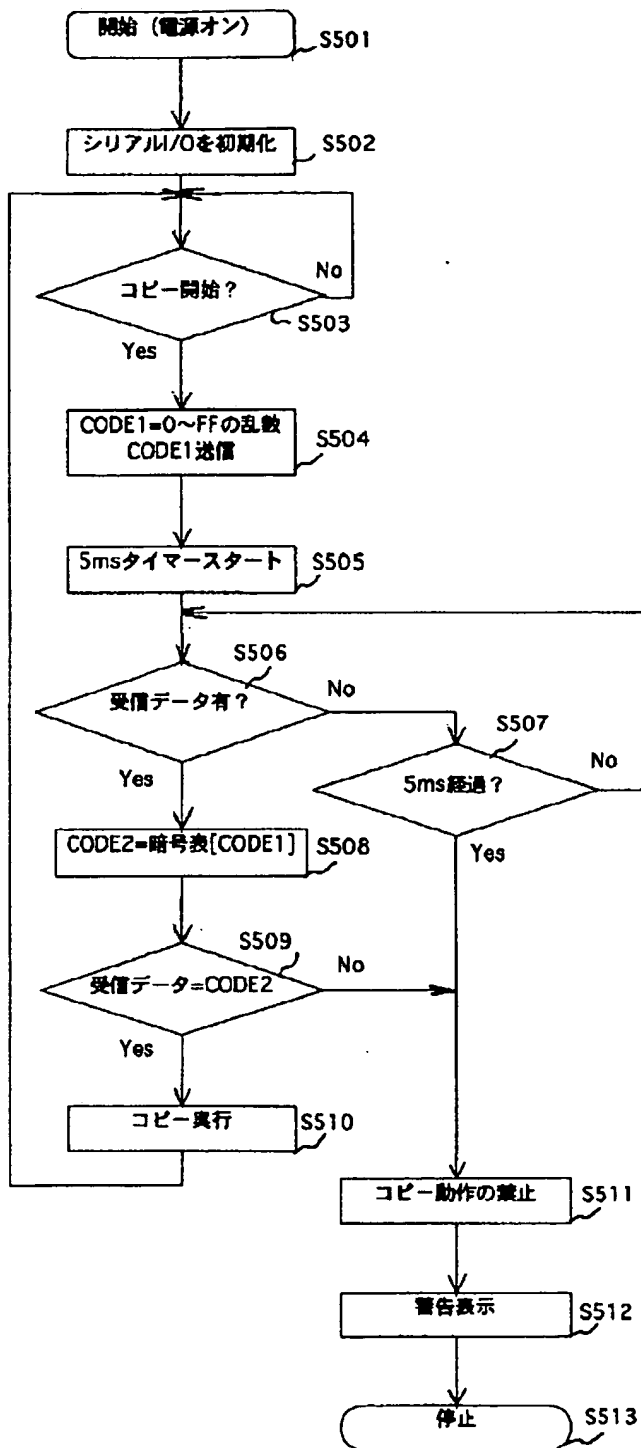 開始（電源オン）
S501
シリアルI/Oを初期化
S502
No
コピー開始？
S503
Yes
CODE1=0～FFの乱数
CODE1送信
S504
5msタイマースタート
S505
S506
受信データ有？
No
S507
Yes
5ms経過？
No
CODE2=暗号表[CODE1]
S508
Yes
S509
受信データ=CODE2
No
Yes
コピー実行
S510
コピー動作の禁止
S511
警告表示
S512
停止
S513